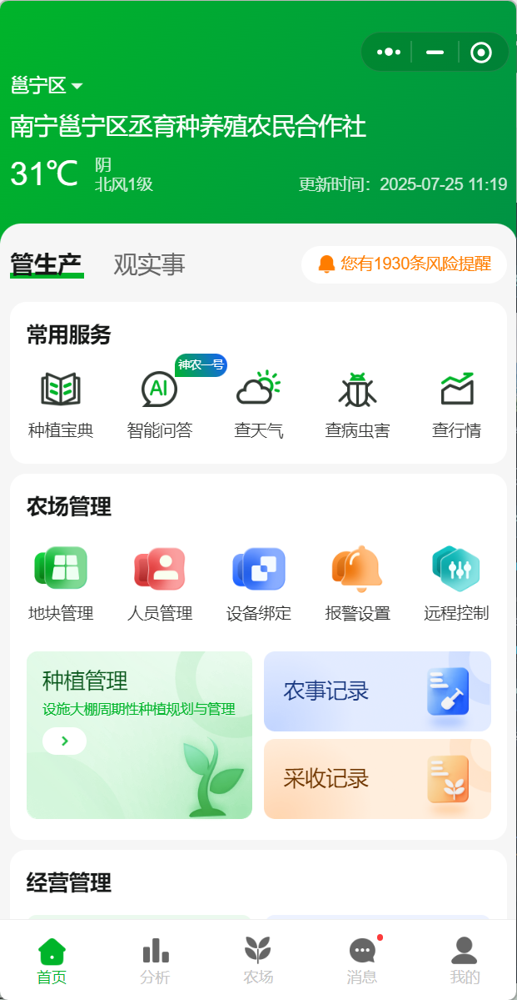 邕宁区
南宁邕宁区丞育种养殖农民合作社
31℃
阴
北风1级
更新时间：2025-07-25 11:19
管生产
观实事
您有1930条风险提醒
常用服务
神农一号
AI
种植宝典
智能问答
查天气
查病虫害
查行情
农场管理
地块管理
人员管理
设备绑定
报警设置
远程控制
种植管理
设施大棚周期性种植规划与管理
农事记录
采收记录
经营管理
首页
分析
农场
消息
我的